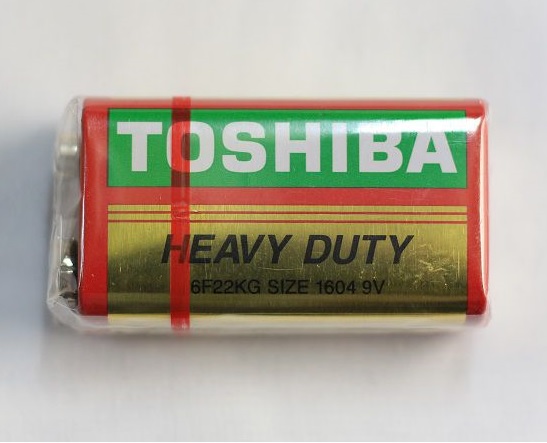 TOSHIBA
HEAVY DUTY
6F22KG SIZE 1604 9V